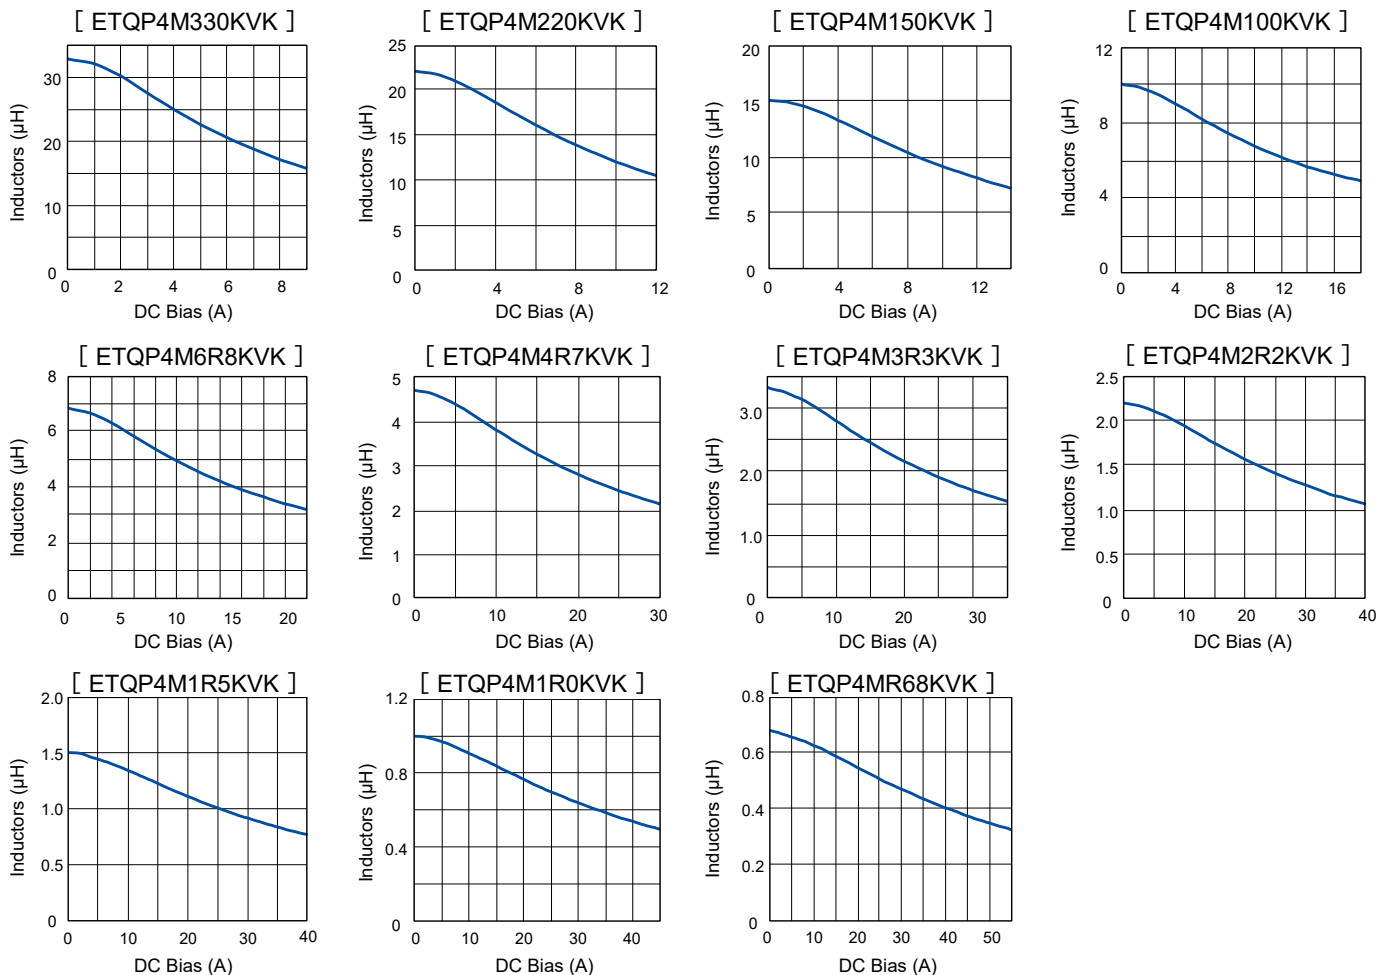 [ ETQP4M330KVK ]
30
20
10
0
Inductors (µH)
0 2 4 6 8
DC Bias (A)
[ ETQP4M220KVK ]
25
20
15
10
5
0
Inductors (µH)
0 4 8 12
DC Bias (A)
[ ETQP4M150KVK ]
20
15
10
5
0
Inductors (µH)
0 4 8 12
DC Bias (A)
[ ETQP4M100KVK ]
12
8
4
0
Inductors (µH)
0 4 8 12 16
DC Bias (A)
[ ETQP4M6R8KVK ]
8
6
4
2
0
Inductors (µH)
0 5 10 15 20
DC Bias (A)
[ ETQP4M4R7KVK ]
5
4
3
2
1
0
Inductors (µH)
0 10 20 30
DC Bias (A)
[ ETQP4M3R3KVK ]
3.0
2.0
1.0
0
Inductors (µH)
0 10 20 30
DC Bias (A)
[ ETQP4M2R2KVK ]
2.5
2.0
1.5
1.0
0.5
0
Inductors (µH)
0 10 20 30 40
DC Bias (A)
[ ETQP4M1R5KVK ]
2.0
1.5
1.0
0.5
0
Inductors (µH)
0 10 20 30 40
DC Bias (A)
[ ETQP4M1R0KVK ]
1.2
0.8
0.4
0
Inductors (µH)
0 10 20 30 40
DC Bias (A)
[ ETQP4MR68KVK ]
0.8
0.6
0.4
0.2
0
Inductors (µH)
0 10 20 30 40 50
DC Bias (A)